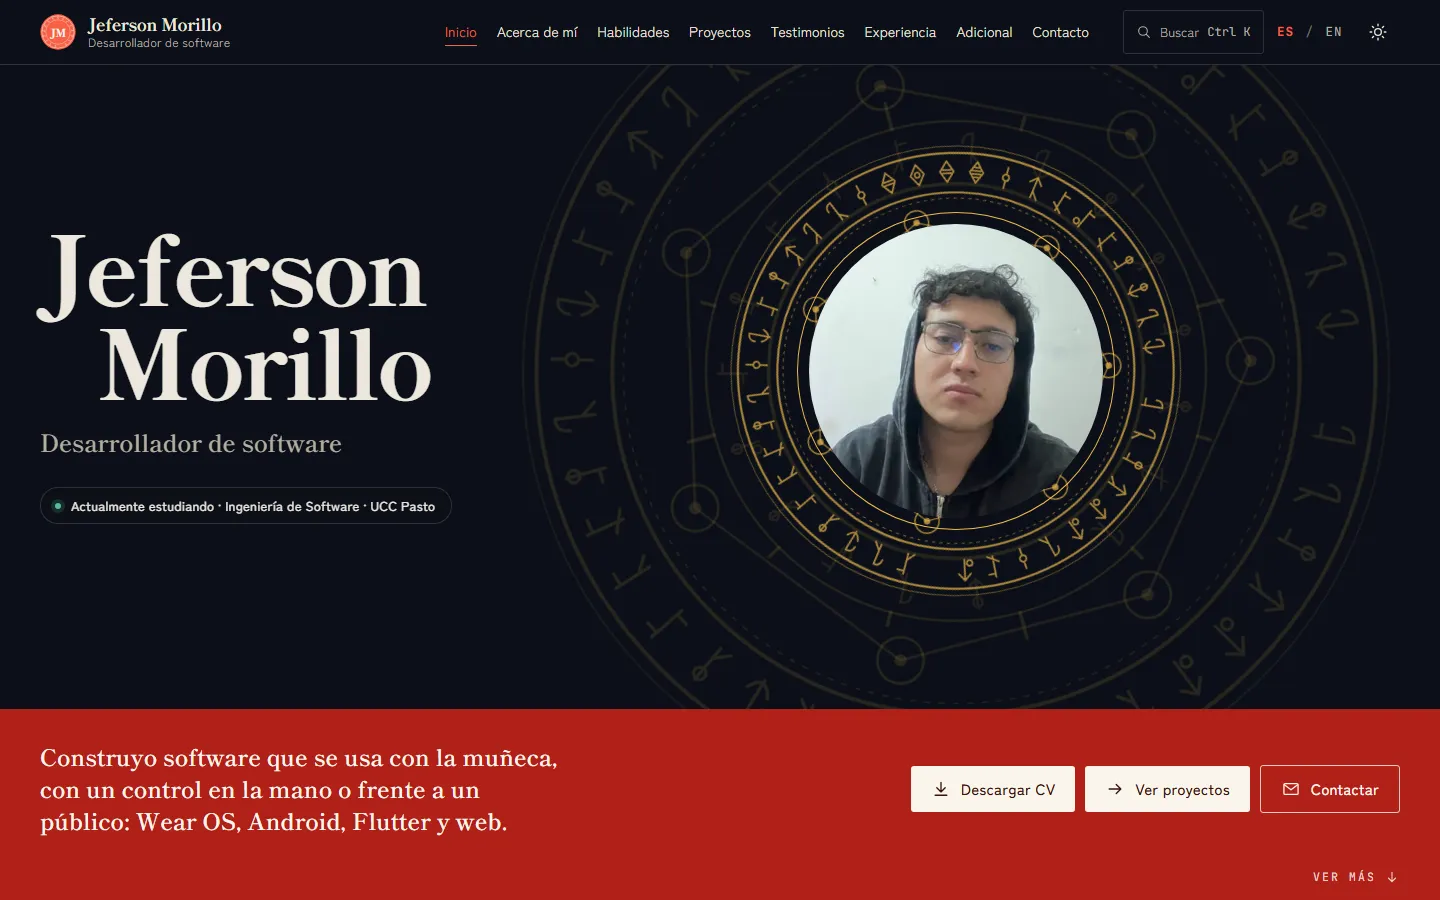 JM
Jeferson Morillo
Desarrollador de software
Inicio
Acerca de mí
Habilidades
Proyectos
Testimonios
Experiencia
Adicional
Contacto
Buscar Ctrl K
ES / EN
Jeferson
Morillo
Desarrollador de software
Actualmente estudiando · Ingeniería de Software · UCC Pasto
Construyo software que se usa con la muñeca,
con un control en la mano o frente a un
público: Wear OS, Android, Flutter y web.
Descargar CV
Ver proyectos
Contactar
VER MÁS ↓